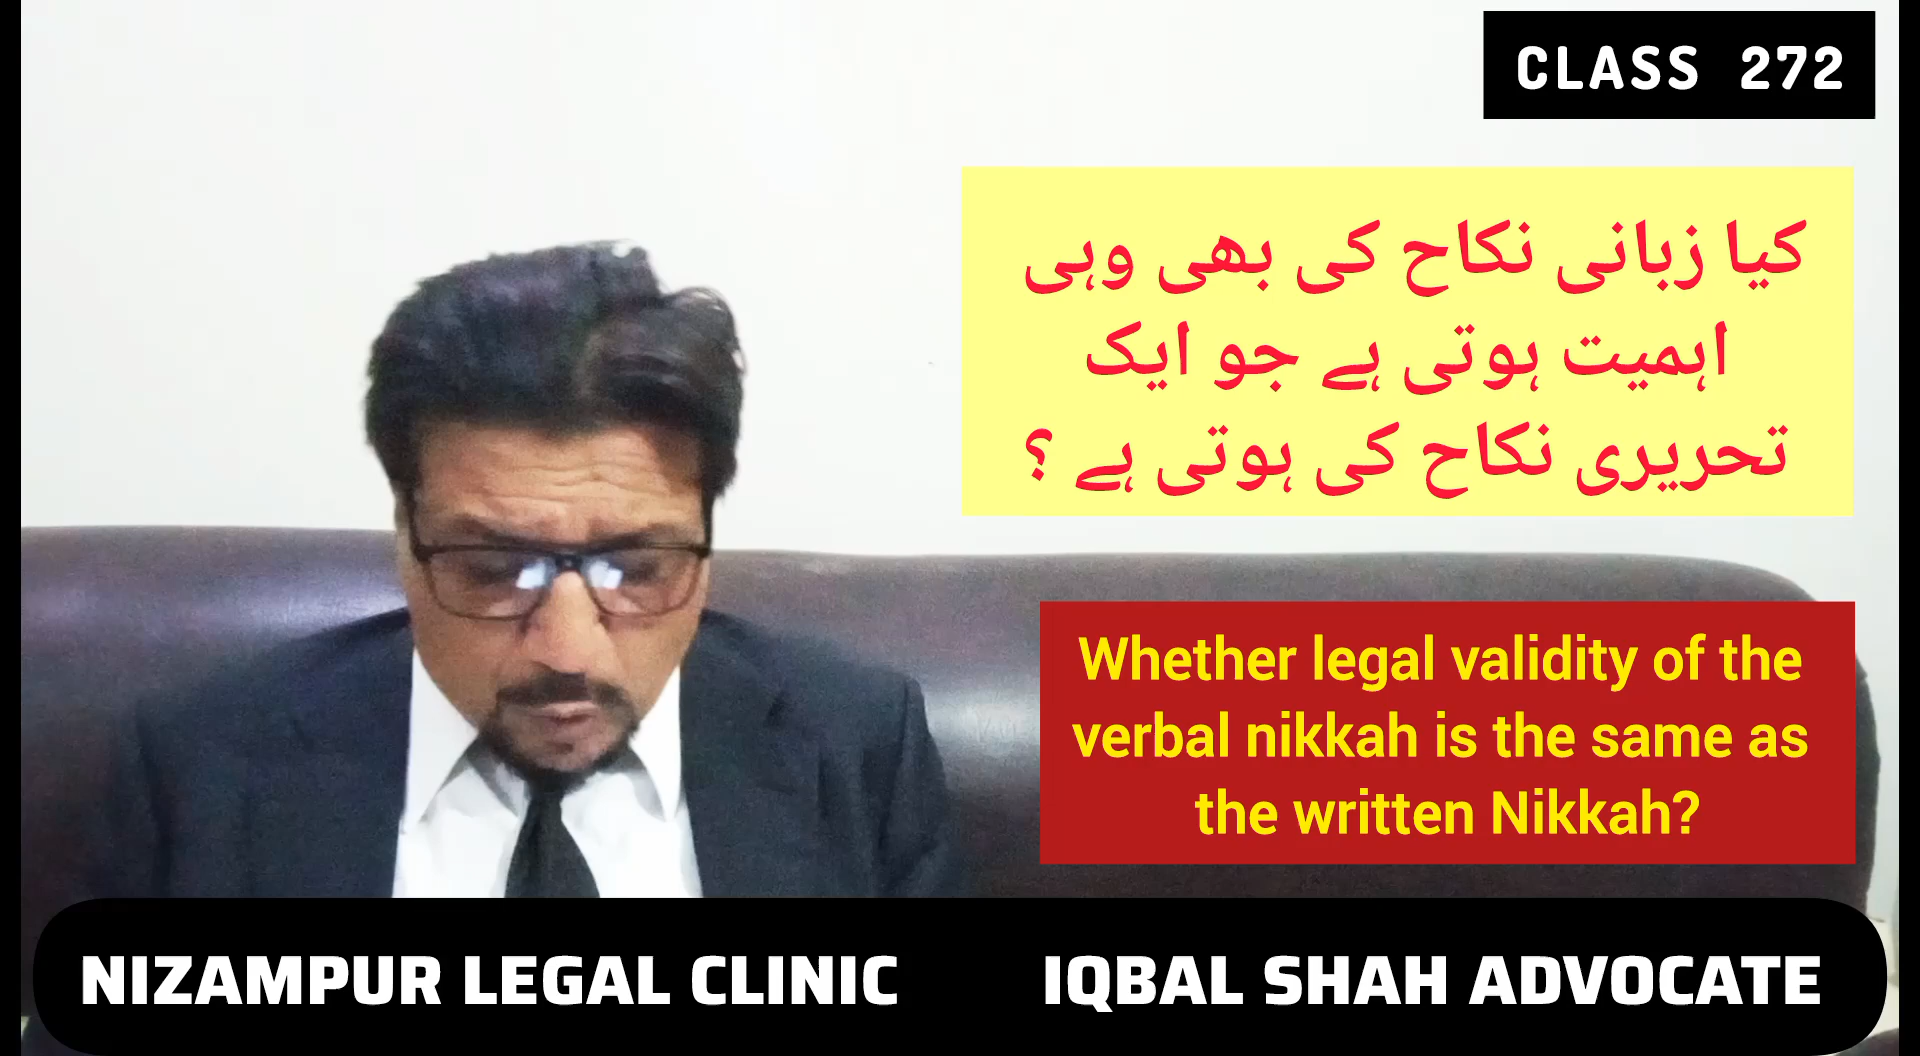 CLASS 272
کیا زبانی نکاح کی بھی وہی
اہمیت ہوتی ہے جو ایک
تحریری نکاح کی ہوتی ہے ؟
Whether legal validity of the
verbal nikkah is the same as
the written Nikkah?
NIZAMPUR LEGAL CLINIC IQBAL SHAH ADVOCATE